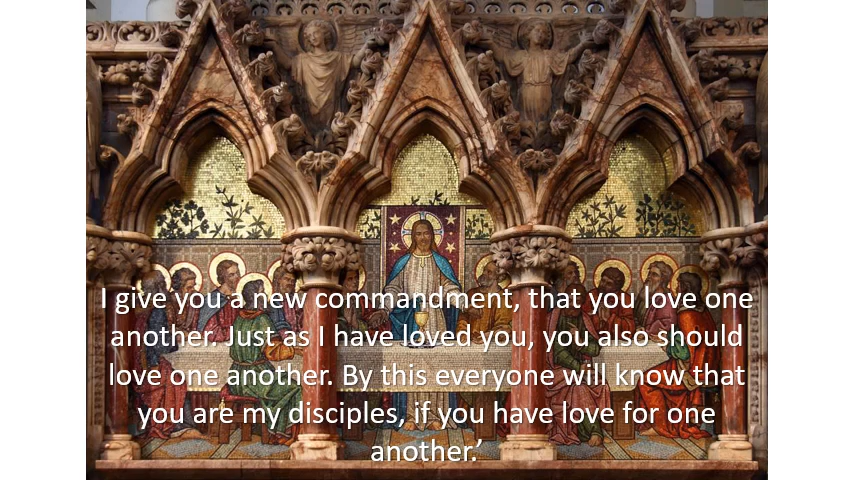 I give you a new commandment, that you love one
another. Just as I have loved you, you also should
love one another. By this everyone will know that
you are my disciples, if you have love for one
another.’